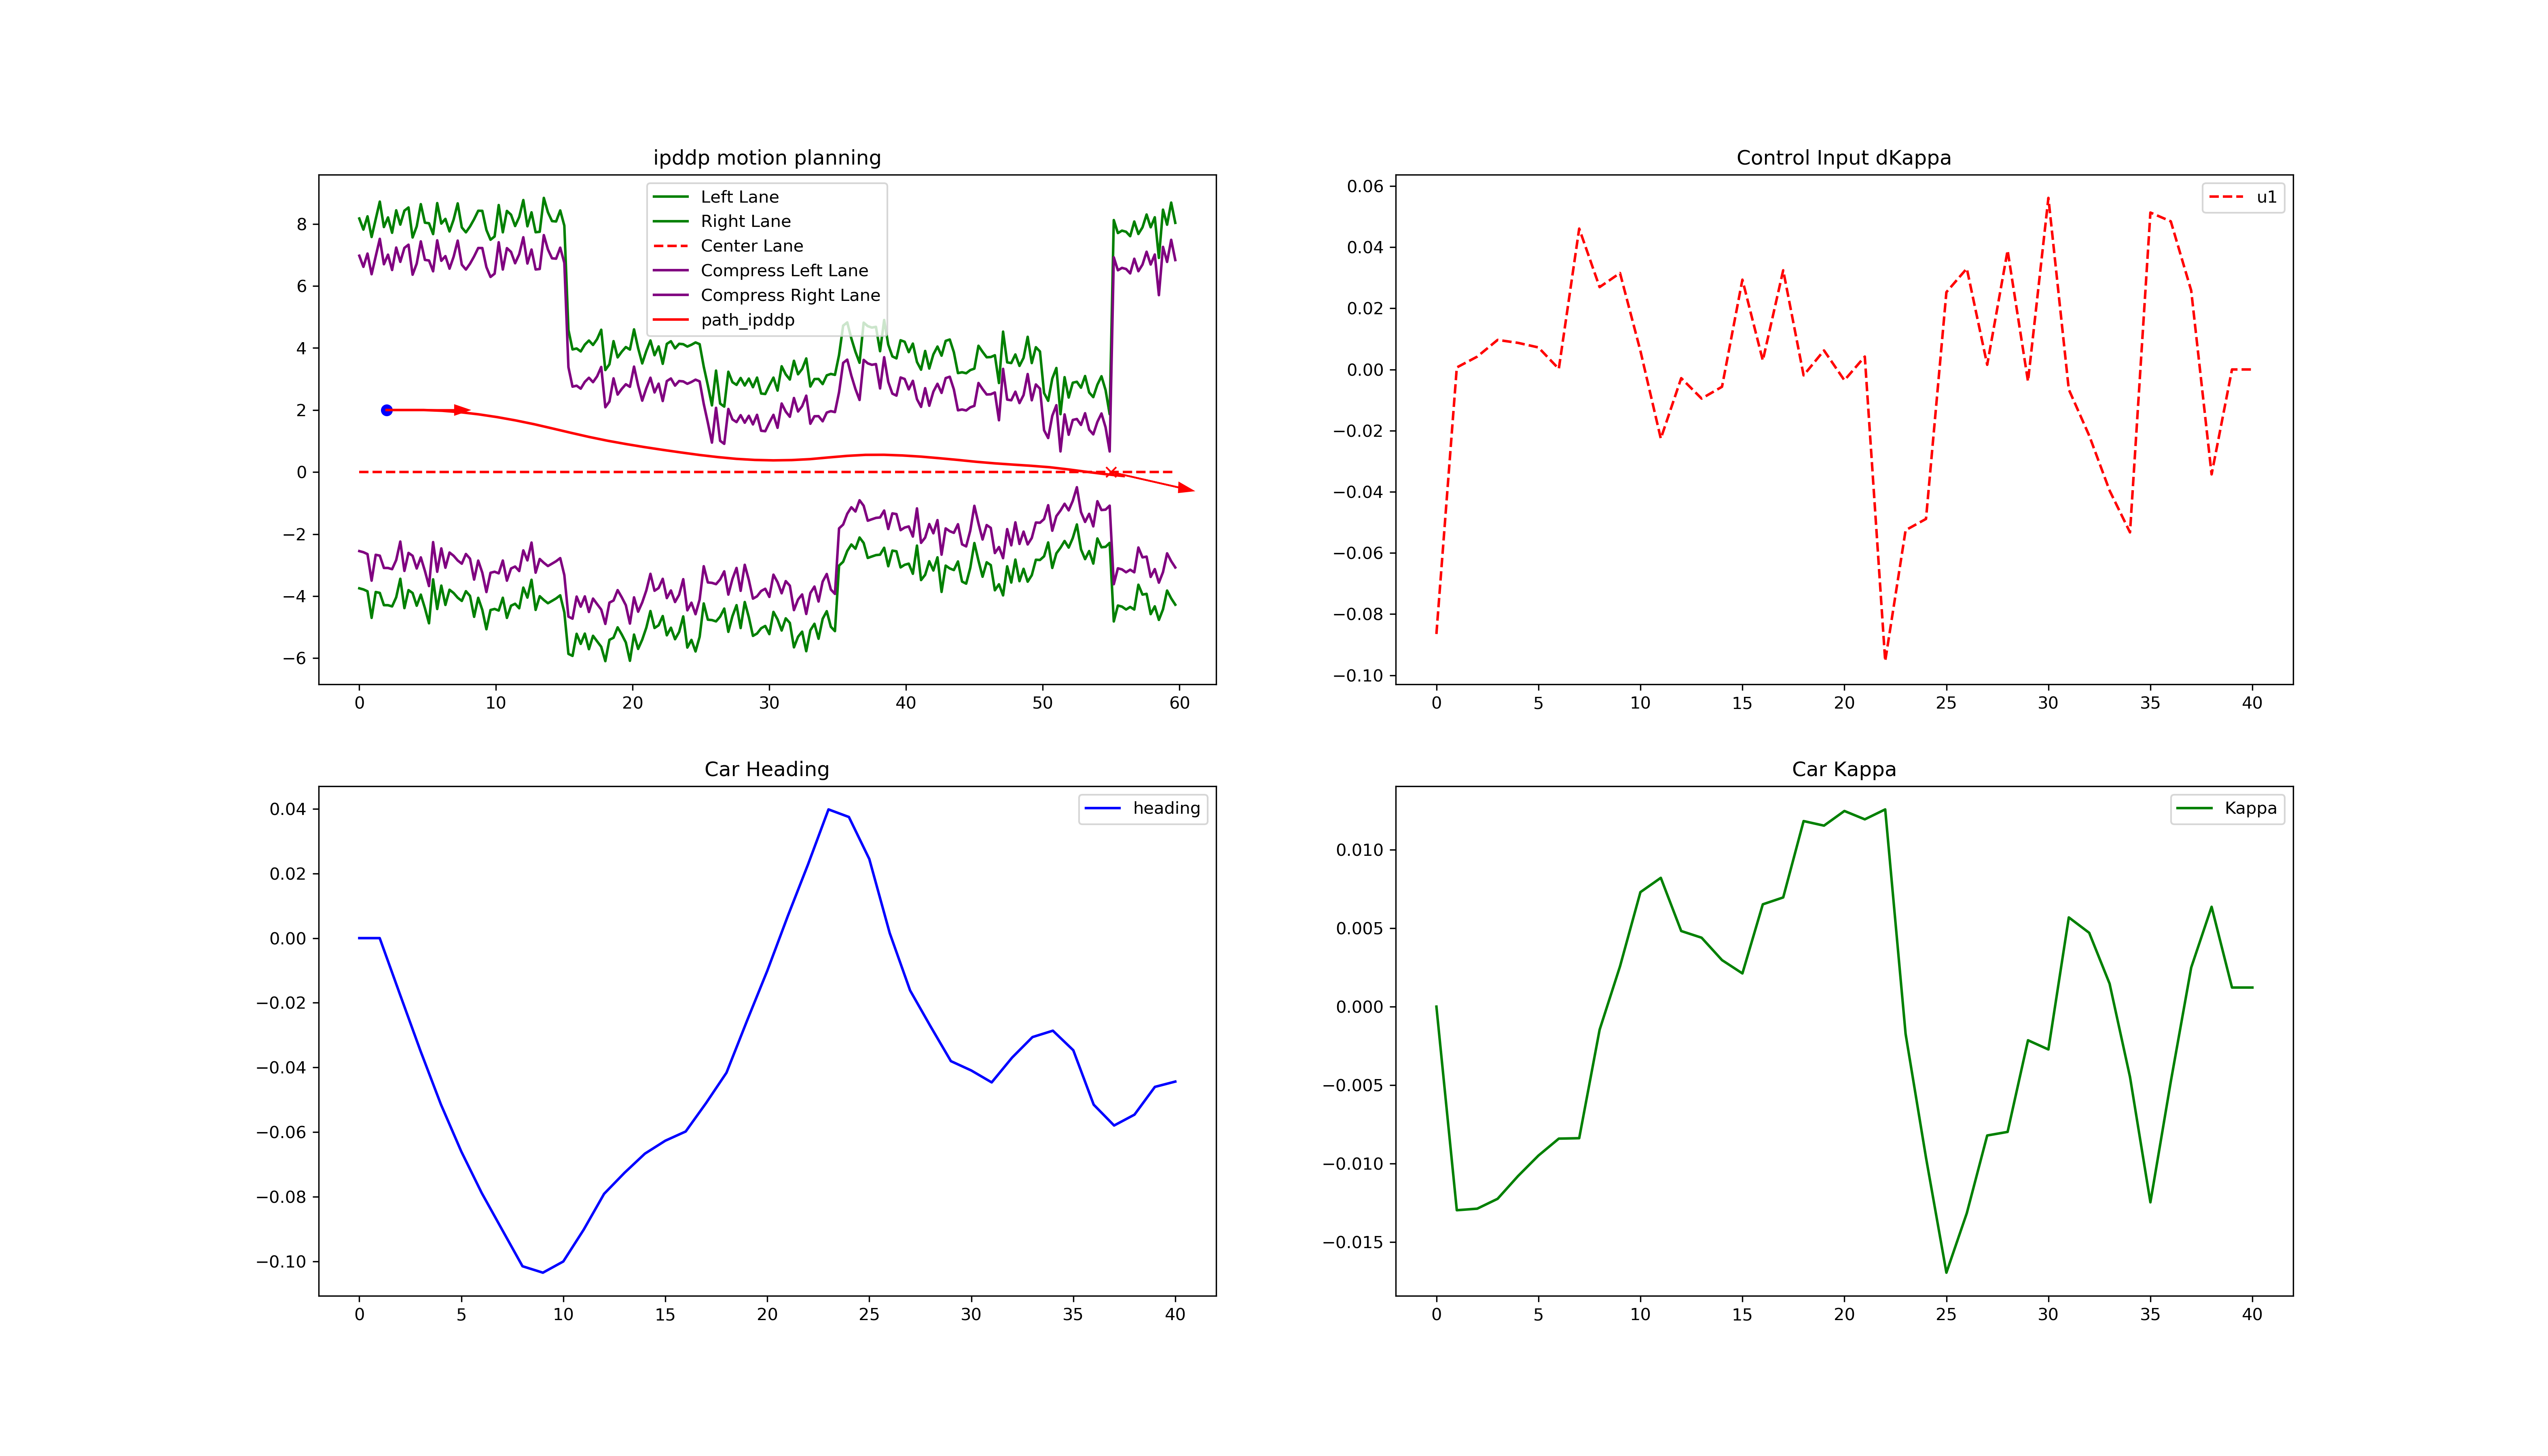 ipddp motion planning
Left Lane
Right Lane
Center Lane
Compress Left Lane
Compress Right Lane
path_ipddp
8
6
4
2
0
−2
−4
−6
0 10 20 30 40 50 60
Control Input dKappa
u1
0.06
0.04
0.02
0.00
−0.02
−0.04
−0.06
−0.08
−0.10
0 5 10 15 20 25 30 35 40
Car Heading
heading
0.04
0.02
0.00
−0.02
−0.04
−0.06
−0.08
−0.10
0 5 10 15 20 25 30 35 40
Car Kappa
Kappa
0.010
0.005
0.000
−0.005
−0.010
−0.015
0 5 10 15 20 25 30 35 40